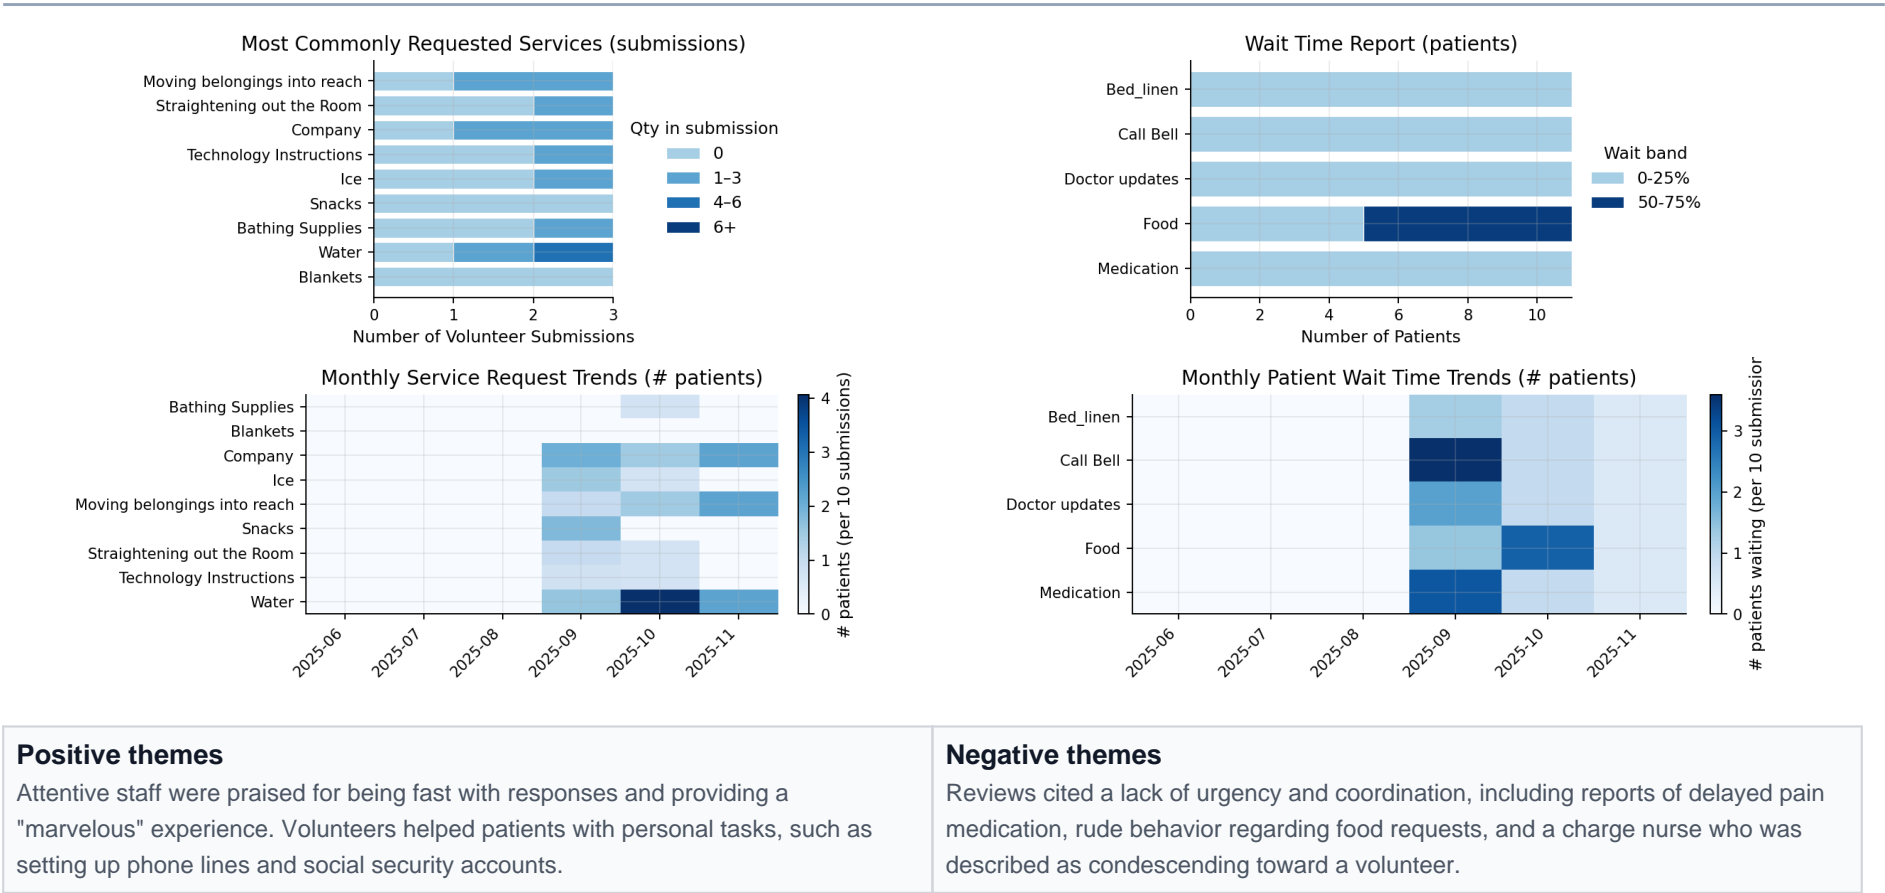 Most Commonly Requested Services (submissions)
Moving belongings into reach
Straightening out the Room
Company
Technology Instructions
Ice
Snacks
Bathing Supplies
Water
Blankets
0 1 2 3
Number of Volunteer Submissions
Qty in submission
0
1–3
4–6
6+
Wait Time Report (patients)
Bed_linen
Call Bell
Doctor updates
Food
Medication
0 2 4 6 8 10
Number of Patients
Wait band
0-25%
50-75%
Monthly Service Request Trends (# patients)
Bathing Supplies
Blankets
Company
Ice
Moving belongings into reach
Snacks
Straightening out the Room
Technology Instructions
Water
2025-06 2025-07 2025-08 2025-09 2025-10 2025-11
4
3
2
1
0
# patients (per 10 submissions)
Monthly Patient Wait Time Trends (# patients)
Bed_linen
Call Bell
Doctor updates
Food
Medication
2025-06 2025-07 2025-08 2025-09 2025-10 2025-11
3
2
1
0
# patients waiting (per 10 submission
Positive themes
Attentive staff were praised for being fast with responses and providing a
"marvelous" experience. Volunteers helped patients with personal tasks, such as
setting up phone lines and social security accounts.
Negative themes
Reviews cited a lack of urgency and coordination, including reports of delayed pain
medication, rude behavior regarding food requests, and a charge nurse who was
described as condescending toward a volunteer.